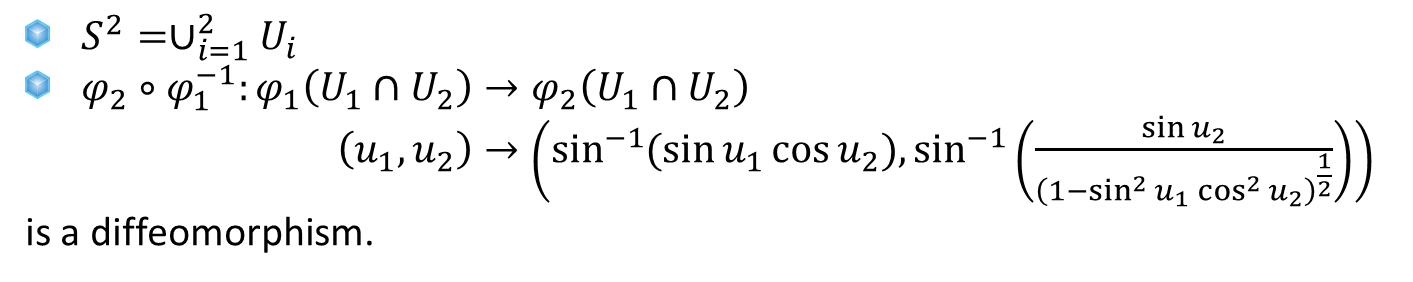 S² =∪²ᵢ₌₁ Uᵢ
φ₂ ∘ φ₁⁻¹: φ₁(U₁ ∩ U₂) → φ₂(U₁ ∩ U₂)
(u₁, u₂) → (sin⁻¹(sin u₁ cos u₂), sin⁻¹(sin u₂ / (1−sin² u₁ cos² u₂)^(1/2)))
is a diffeomorphism.